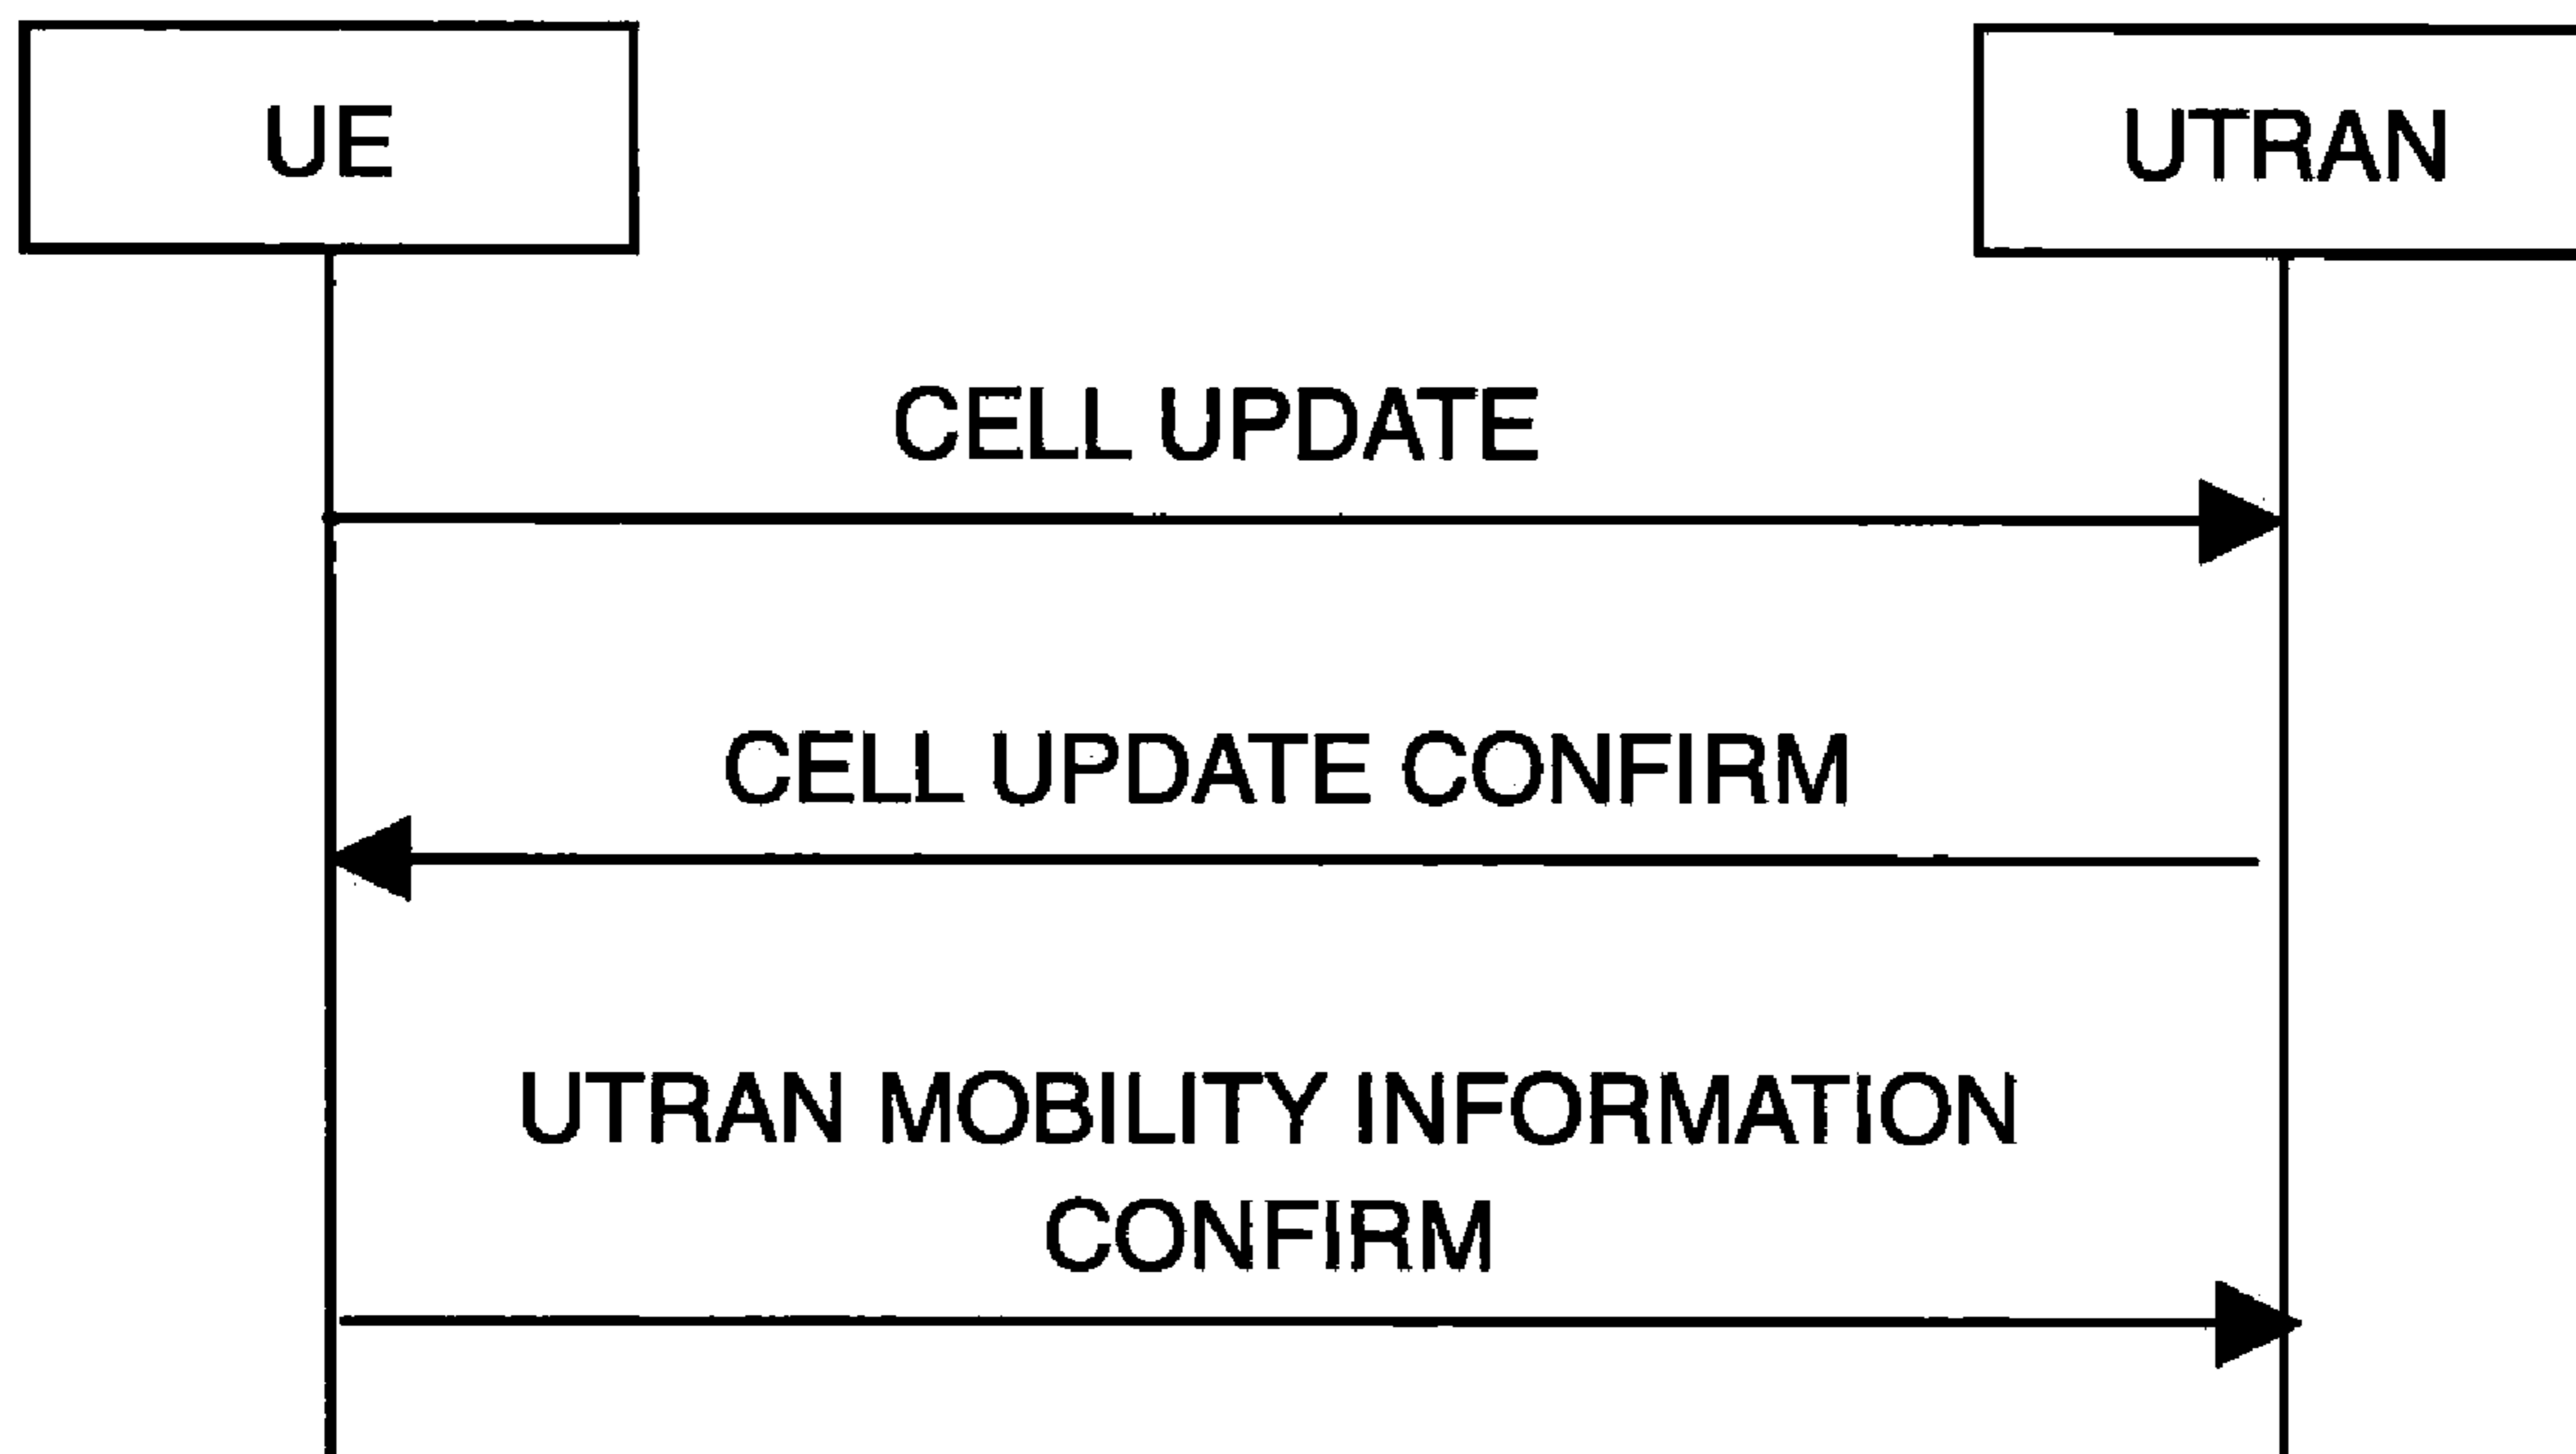 UE
UTRAN
CELL UPDATE
CELL UPDATE CONFIRM
UTRAN MOBILITY INFORMATION
CONFIRM